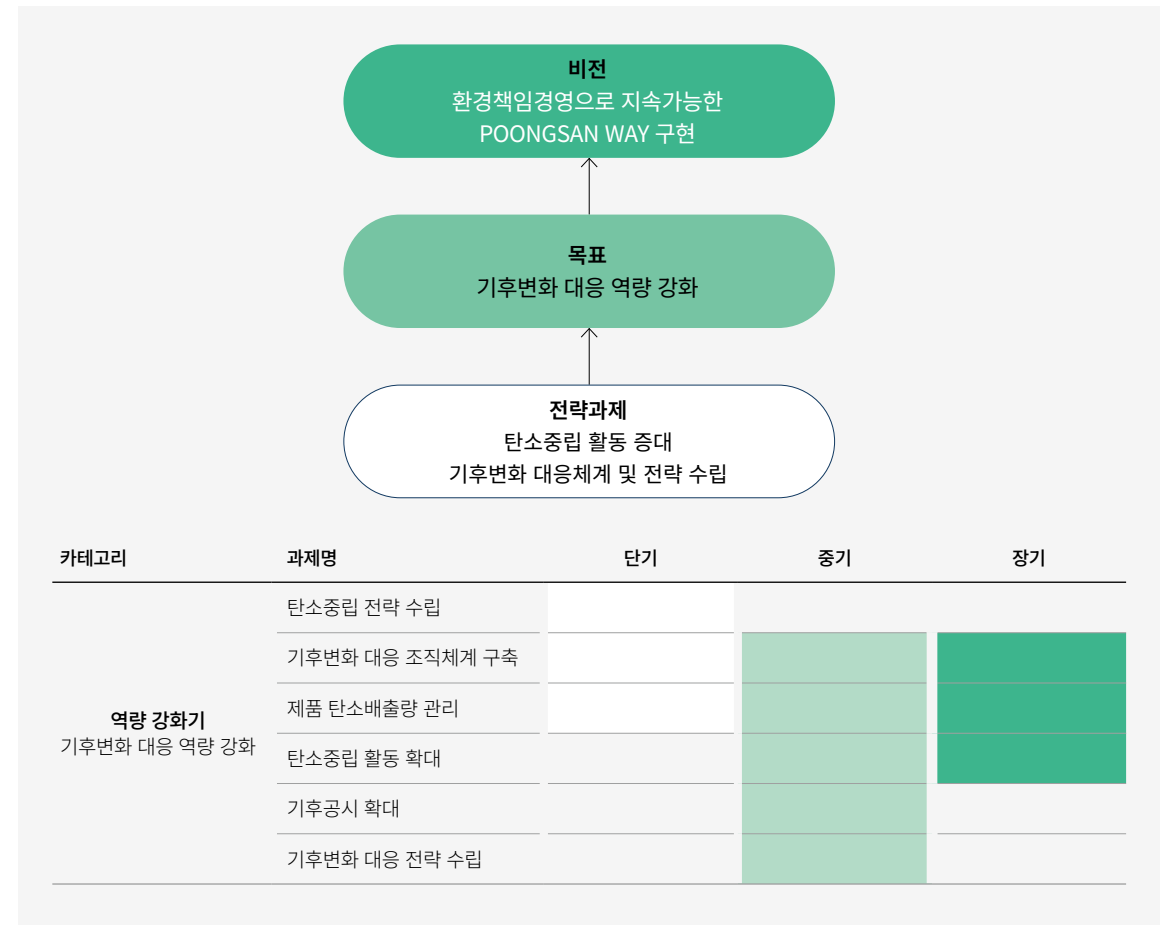 비전
환경책임경영으로 지속가능한
POONGSAN WAY 구현
목표
기후변화 대응 역량 강화
전략과제
탄소중립 활동 증대
기후변화 대응체계 및 전략 수립
카테고리 과제명 단기 중기 장기
탄소중립 전략 수립
기후변화 대응 조직체계 구축
제품 탄소배출량 관리
역량 강화기
기후변화 대응 역량 강화
탄소중립 활동 확대
기후공시 확대
기후변화 대응 전략 수립